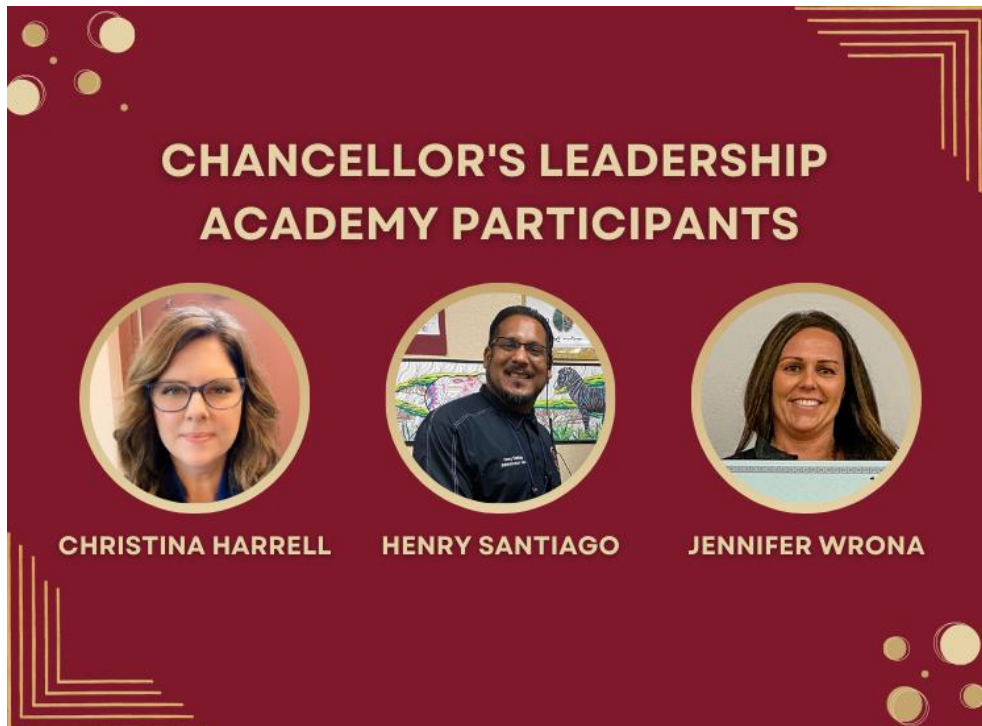 CHANCELLOR'S LEADERSHIP
ACADEMY PARTICIPANTS
CHRISTINA HARRELL
HENRY SANTIAGO
JENNIFER WRONA